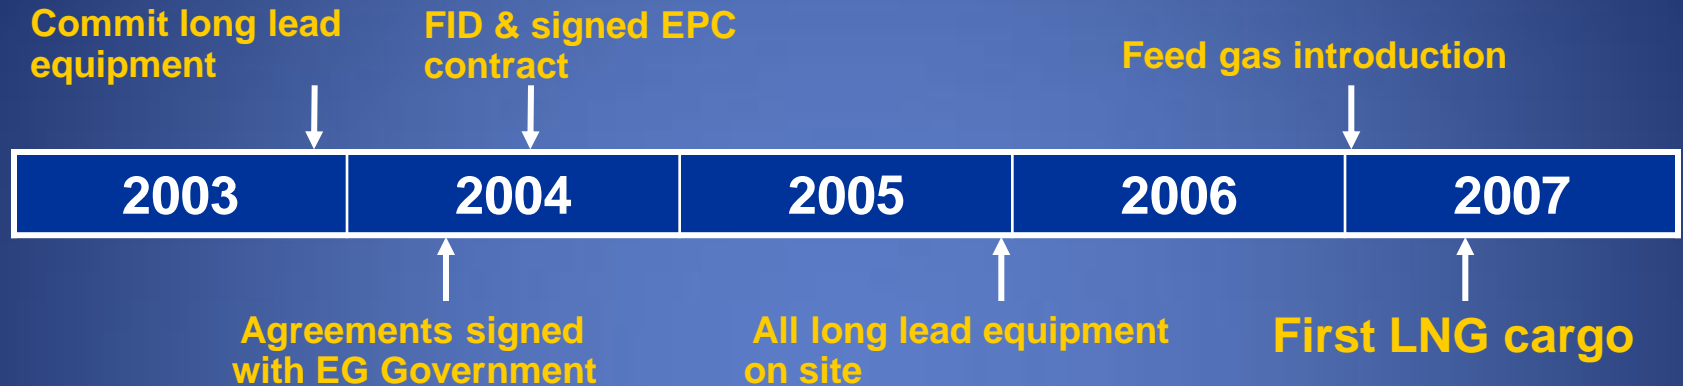 Commit long lead
equipment
FID & signed EPC
contract
Feed gas introduction
2003
2004
2005
2006
2007
Agreements signed
with EG Government
All long lead equipment
on site
First LNG cargo